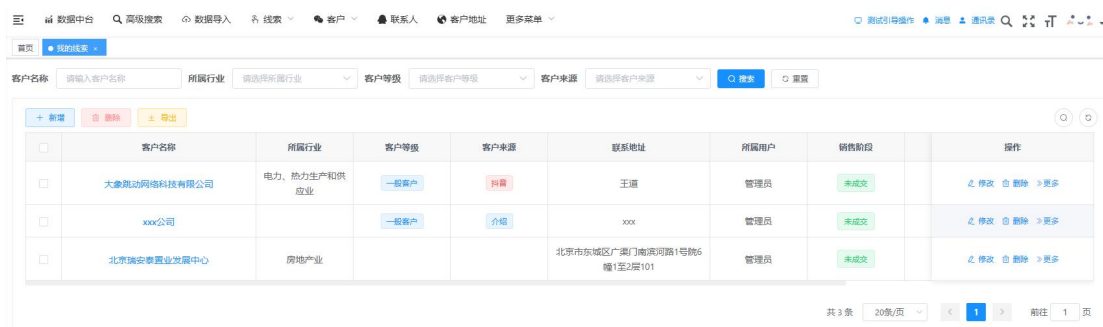 数据中台 高级搜索 数据导入 线索 客户 联系人 客户地址 更多菜单 测试引导操作 消息 通讯录
首页 我的线索 ×
客户名称 请输入客户名称 所属行业 请选择所属行业 客户等级 请选择客户等级 客户来源 请选择客户来源 搜索 重置
+ 新增 删除 导出
客户名称 所属行业 客户等级 客户来源 联系地址 所属用户 销售阶段 操作
大象跳动网络科技有限公司 电力、热力生产和供应业 一般客户 抖音 王道 管理员 未成交 修改 删除 更多
xxx公司 一般客户 介绍 xxx 管理员 未成交 修改 删除 更多
北京瑞安泰置业发展中心 房地产业 北京市东城区广渠门南滨河路1号院6幢1至2层101 管理员 未成交 修改 删除 更多
共 3 条 20条/页 < 1 > 前往 1 页